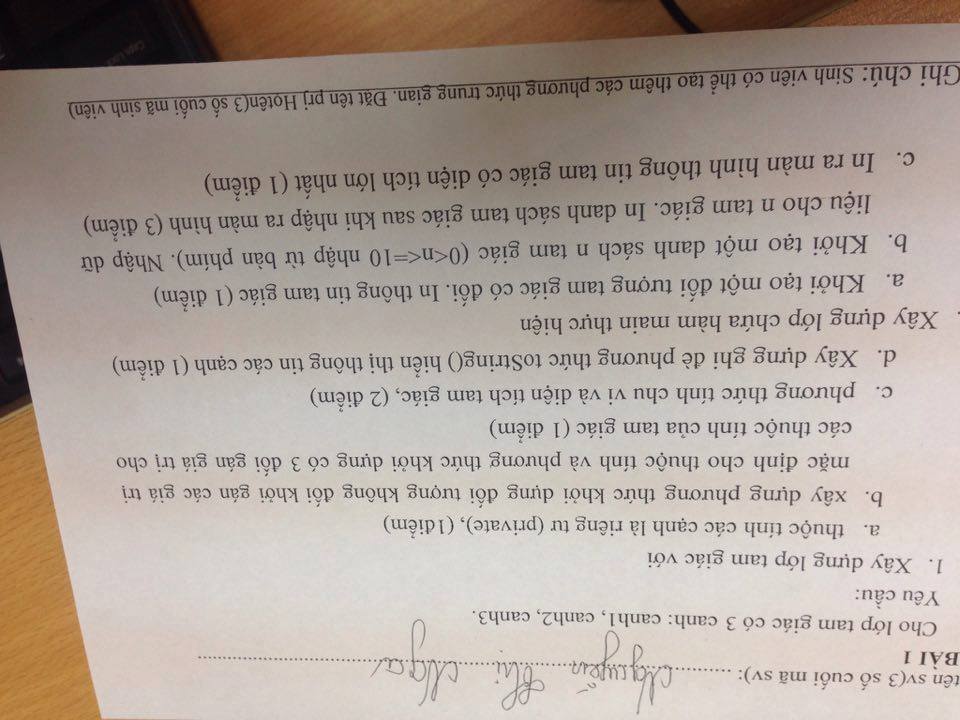 tên sv(3 số cuối mã sv): ........Nguyễn Thị Nga........
BÀI 1
Cho lớp tam giác có 3 canh: canh1, canh2, canh3.
Yêu cầu:
1. Xây dựng lớp tam giác với
a. thuộc tính các cạnh là riêng tư (private), (1điểm)
b. xây dựng phương thức khởi dựng đối tượng không đối khởi gán các giá trị
mặc định cho thuộc tính và phương thức khởi dựng có 3 đối gán giá trị cho
các thuộc tính của tam giác (1 điểm)
c. phương thức tính chu vi và diện tích tam giác, (2 điểm)
d. Xây dựng ghi đè phương thức toString() hiển thị thông tin các cạnh (1 điểm)
. Xây dựng lớp chứa hàm main thực hiện
a. Khởi tạo một đối tượng tam giác có đối. In thông tin tam giác (1 điểm)
b. Khởi tạo một danh sách n tam giác (0<n<=10 nhập từ bàn phím). Nhập dữ
liệu cho n tam giác. In danh sách tam giác sau khi nhập ra màn hình (3 điểm)
c. In ra màn hình thông tin tam giác có diện tích lớn nhất (1 điểm)
Ghi chú: Sinh viên có thể tạo thêm các phương thức trung gian. Đặt tên prj Hotên(3 số cuối mã sinh viên)
Caps Lock